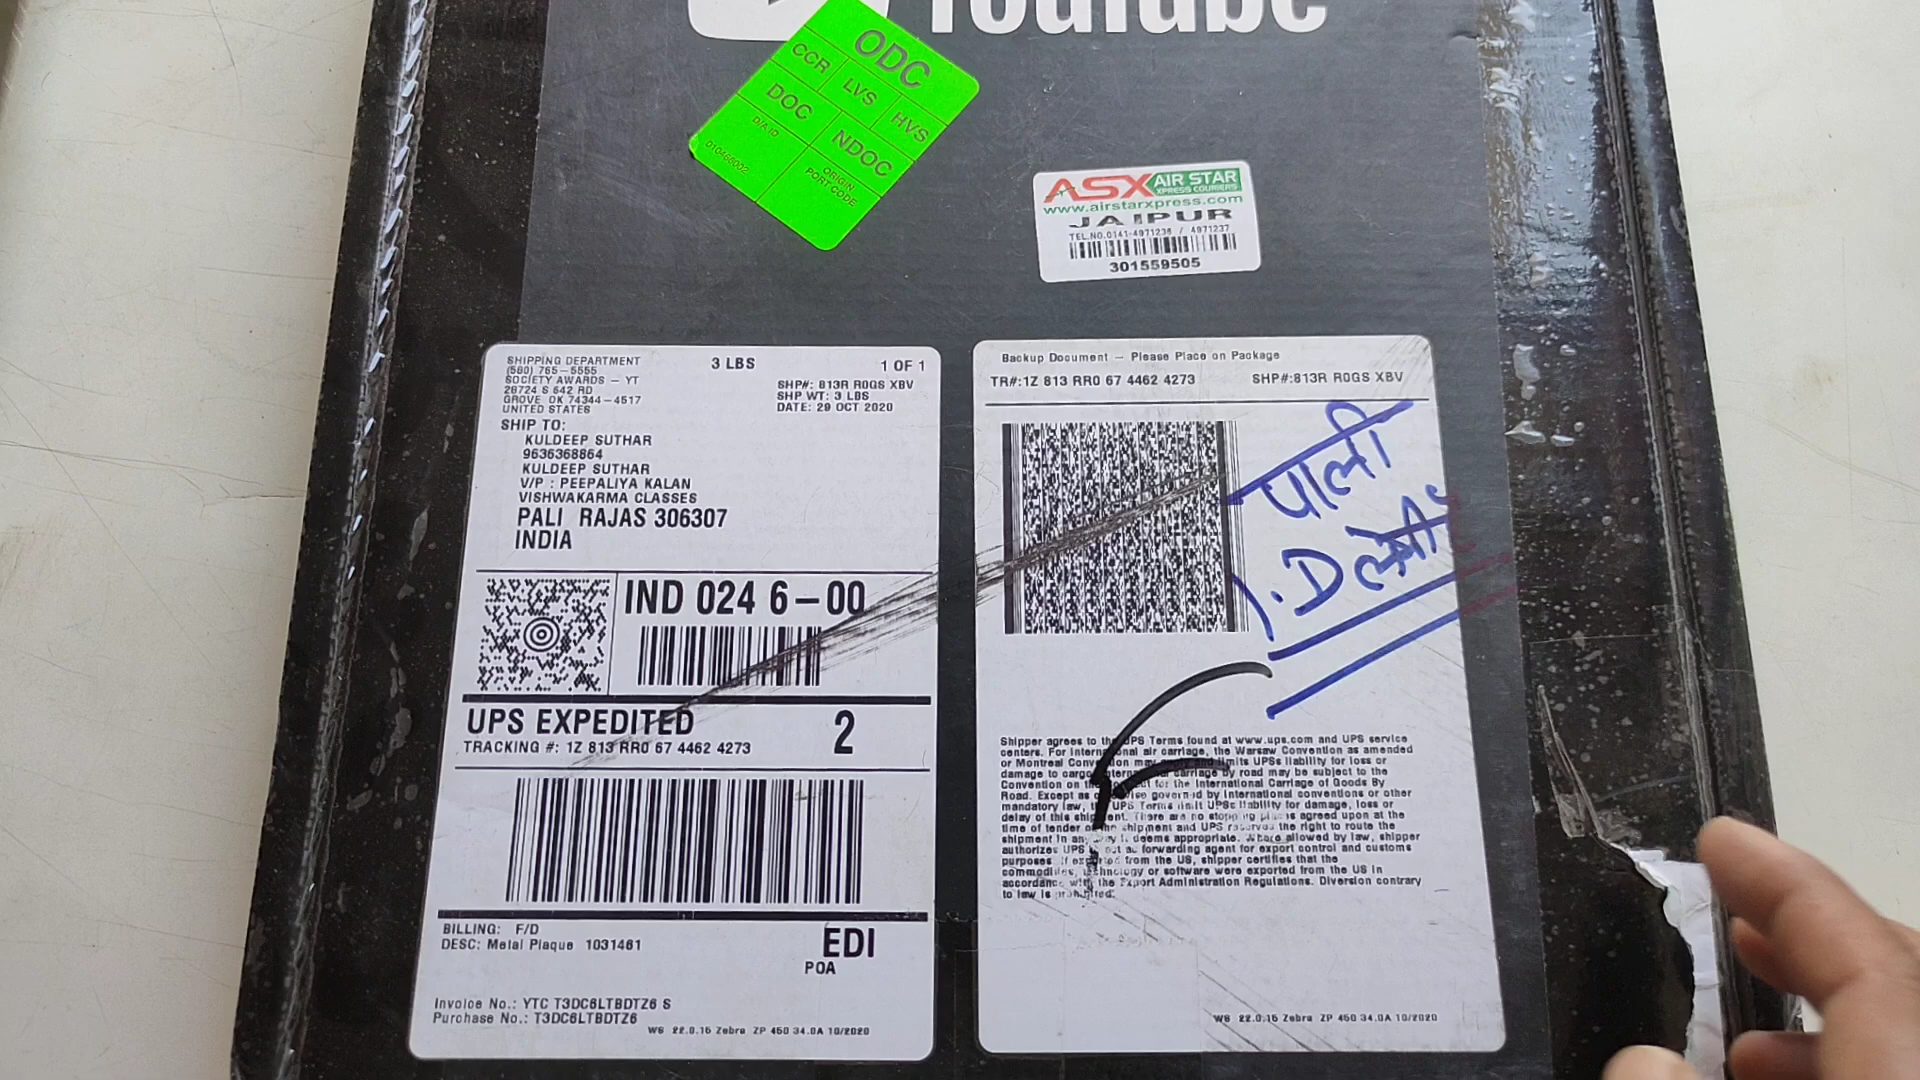 YouTube
ODC
CCR
LVS
HVS
DOC
NDOC
D/A ID
ORIGIN
PORT CODE
010468002
ASX AIR STAR
XPRESS COURIERS
www.airstarxpress.com
JAIPUR
TEL.NO.0141-4971236 / 4971237
301559505
SHIPPING DEPARTMENT
(580) 765-5555
SOCIETY AWARDS - YT
28724 S 642 RD
GROVE OK 74344-4517
UNITED STATES
3 LBS
1 OF 1
SHP#: 813R R0GS XBV
SHP WT: 3 LBS
DATE: 29 OCT 2020
SHIP TO:
KULDEEP SUTHAR
9636368864
KULDEEP SUTHAR
V/P : PEEPALIYA KALAN
VISHWAKARMA CLASSES
PALI RAJAS 306307
INDIA
IND 024 6-00
UPS EXPEDITED
2
TRACKING #: 1Z 813 RR0 67 4462 4273
BILLING: F/D
DESC: Metal Plaque 1031461
EDI
POA
Invoice No.: YTC T3DC6LTBDTZ6 S
Purchase No.: T3DC6LTBDTZ6
WS 22.0.15 Zebra ZP 450 34.0A 10/2020
Backup Document - Please Place on Package
TR#:1Z 813 RR0 67 4462 4273
SHP#:813R R0GS XBV
पाली
Shipper agrees to the UPS Terms found at www.ups.com and UPS service
centers. For International air carriage, the Warsaw Convention as amended
or Montreal Convention may apply and limits UPSs liability for loss or
damage to cargo. International carriage by road may be subject to the
Convention on the Contract for the International Carriage of Goods By
Road. Except as otherwise governed by International conventions or other
mandatory law, the UPS Terms limit UPSs liability for damage, loss or
delay of this shipment. There are no stopping places agreed upon at the
time of tender of the shipment and UPS reserves the right to route the
shipment in any way it deems appropriate. Where allowed by law, shipper
authorizes UPS to act as forwarding agent for export control and customs
purposes. If exported from the US, shipper certifies that the
commodities, technology or software were exported from the US in
accordance with the Export Administration Regulations. Diversion contrary
to law is prohibited.
WS 22.0.15 Zebra ZP 450 34.0A 10/2020